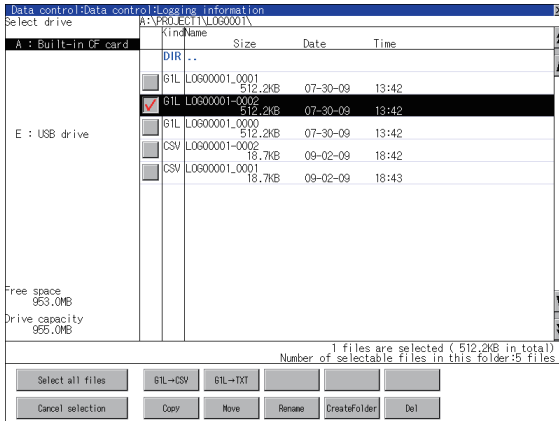 Data control:Data control:Logging information
Select drive
A:\PROJECT1\LOG0001\
Kind Name
Size Date Time
A : Built-in CF card
DIR ..
G1L LOG00001_0001
512.2KB 07-30-09 13:42
G1L LOG00001-0002
512.2KB 07-30-09 13:42
G1L LOG00001_0000
512.2KB 07-30-09 13:42
E : USB drive
CSV LOG00001-0002
18.7KB 09-02-09 18:42
CSV LOG00001_0001
18.7KB 09-02-09 18:43
Free space
953.0MB
Drive capacity
955.0MB
1 files are selected ( 512.2KB in total)
Number of selectable files in this folder:5 files
Select all files G1L→CSV G1L→TXT
Cancel selection Copy Move Rename CreateFolder Del